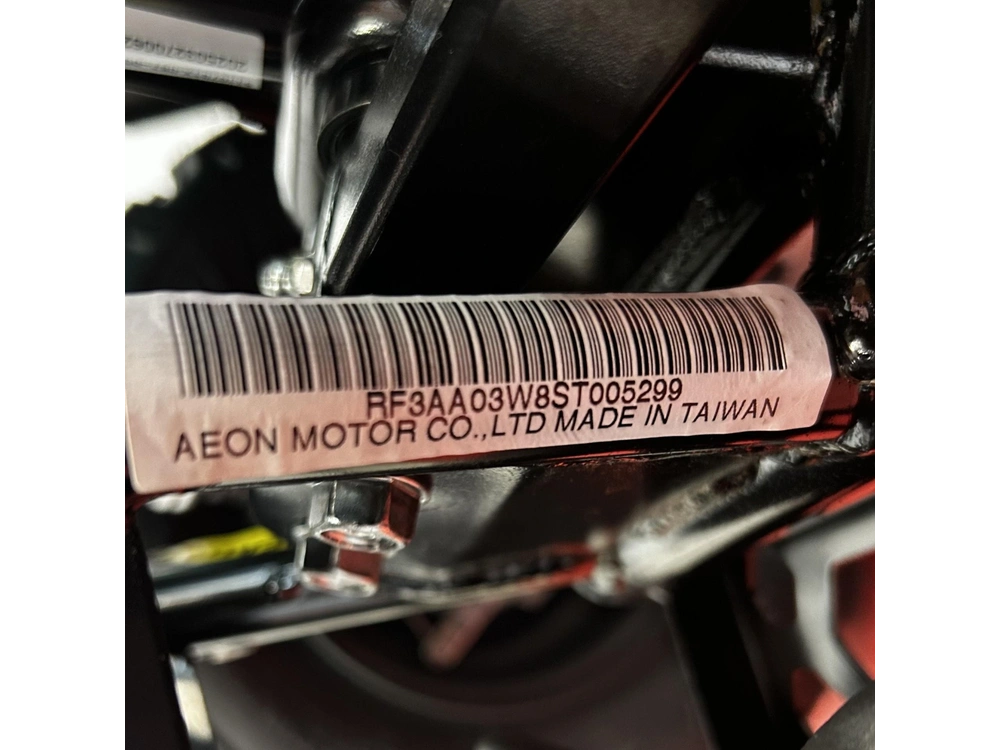 RF3AA03W8ST005299
AEON MOTOR CO.,LTD MADE IN TAIWAN